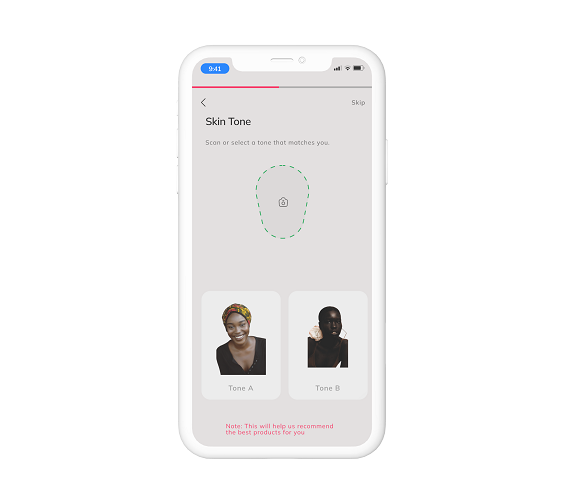 9:41
Skip
Skin Tone
Scan or select a tone that matches you.
Tone A
Tone B
Note: This will help us recommend
the best products for you